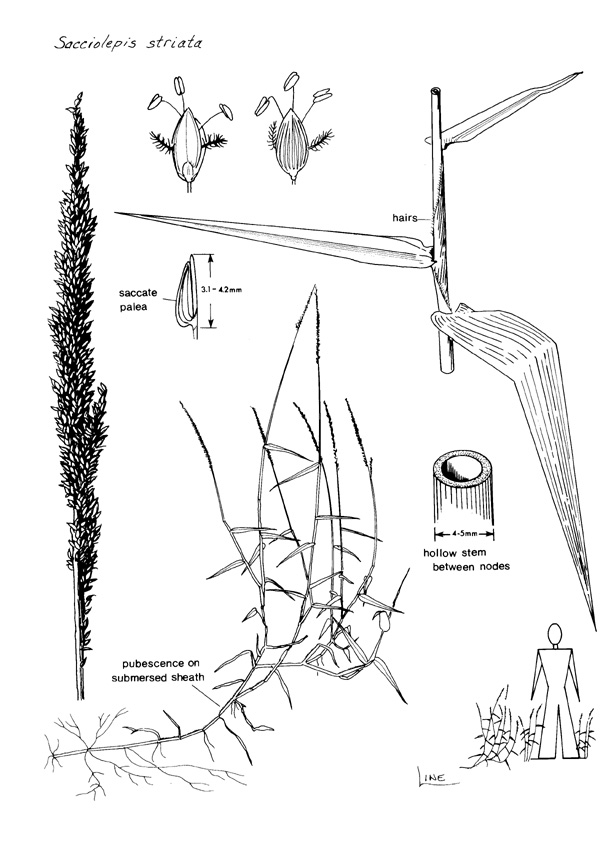 Sacciolepis striata
hairs
saccate
palea
3.1 - 4.2mm
4-5mm
hollow stem
between nodes
pubescence on
submersed sheath
LINE